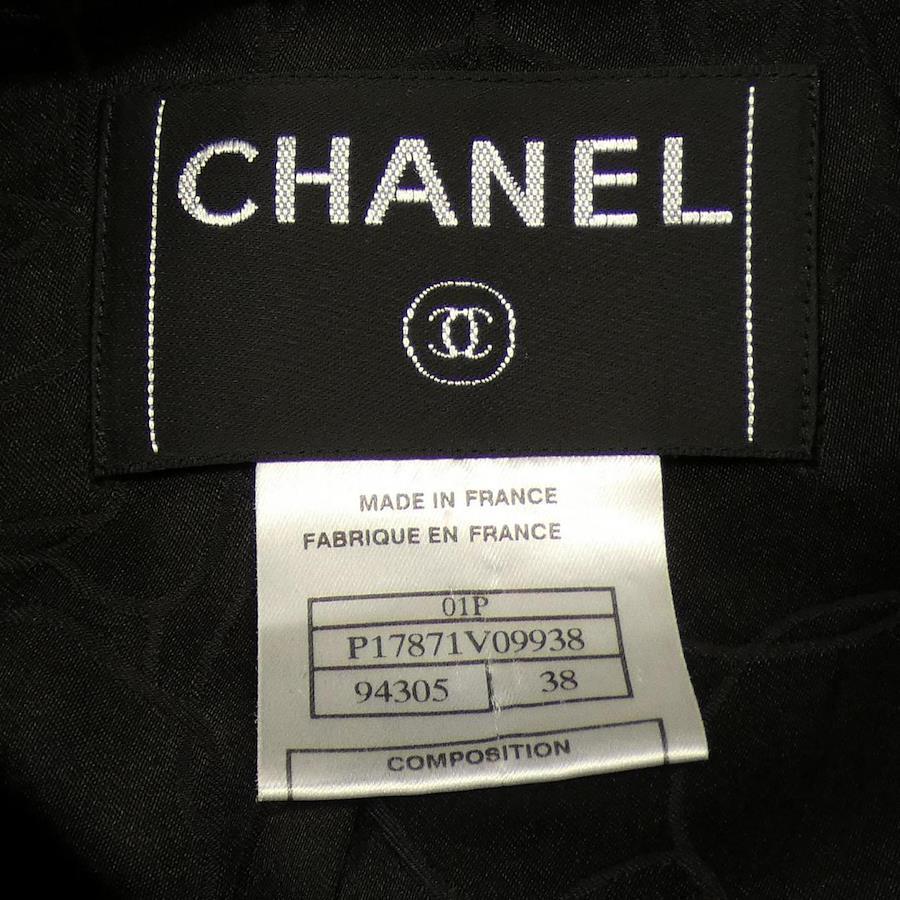 CHANEL
MADE IN FRANCE
FABRIQUE EN FRANCE
01P
P17871V09938
94305 38
COMPOSITION